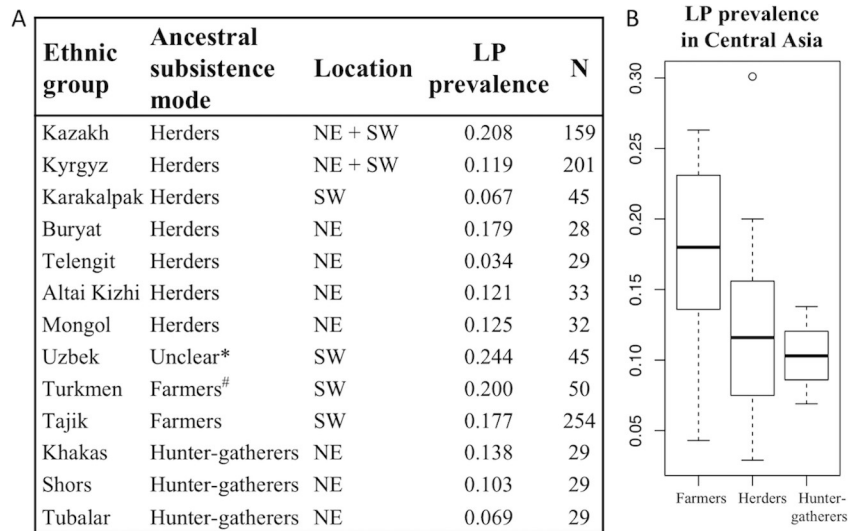 A
Ethnic group Ancestral subsistence mode Location LP prevalence N
Kazakh Herders NE + SW 0.208 159
Kyrgyz Herders NE + SW 0.119 201
Karakalpak Herders SW 0.067 45
Buryat Herders NE 0.179 28
Telengit Herders NE 0.034 29
Altai Kizhi Herders NE 0.121 33
Mongol Herders NE 0.125 32
Uzbek Unclear* SW 0.244 45
Turkmen Farmers# SW 0.200 50
Tajik Farmers SW 0.177 254
Khakas Hunter-gatherers NE 0.138 29
Shors Hunter-gatherers NE 0.103 29
Tubalar Hunter-gatherers NE 0.069 29
B
LP prevalence
in Central Asia
0.30
0.25
0.20
0.15
0.10
0.05
Farmers Herders Hunter-
gatherers